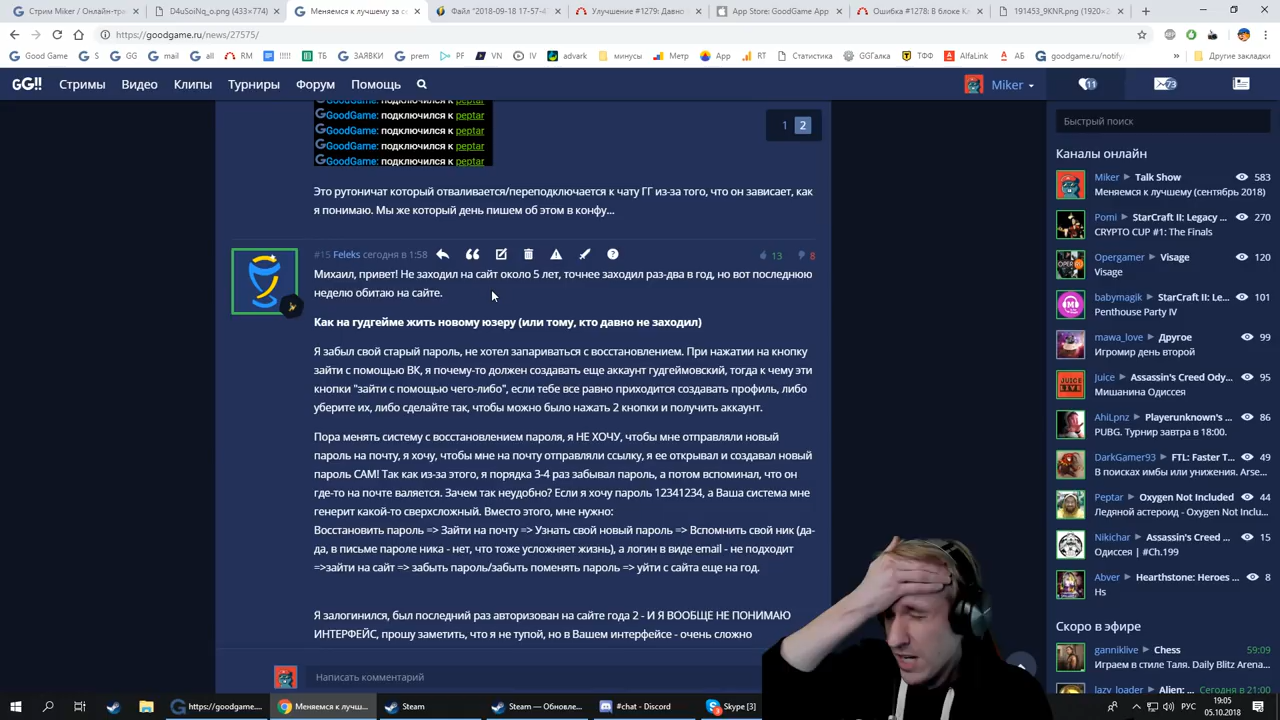 Меняемся к лучшему за се
Файл "2018-09-18 17-57-4
Улучшение #1279: Давно
App Store: GoodGame
Ошибка #1278: В блоке К
Меняем Miker / Онлайн-тр
D4uSoiNq_o.png (433×774)
191453_9KNR.png (1920×
https://goodgame.ru/news/27575/
Good Game S GG mail all RM !!!!! ТБ ЗАЯВКИ prem PF VN IV advark минусы Метр App RT Статистика GGГалка ТФФ AlfaLink АБ goodgame.ru/notify » Другие закладки
GG!! Стримы Видео Клипы Турниры Форум Помощь Miker 11 73
GoodGame: подключился к peptar
GoodGame: подключился к peptar
GoodGame: подключился к peptar
GoodGame: подключился к peptar
GoodGame: подключился к peptar
1 2
Это рутоничат который отваливается/переподключается к чату ГГ из-за того, что он зависает, как
я понимаю. Мы же который день пишем об этом в конфу...
#15 Feleks сегодня в 1:58 13 8
Михаил, привет! Не заходил на сайт около 5 лет, точнее заходил раз-два в год, но вот последнюю
неделю обитаю на сайте.
Как на гудгейме жить новому юзеру (или тому, кто давно не заходил)
Я забыл свой старый пароль, не хотел запариваться с восстановлением. При нажатии на кнопку
зайти с помощью ВК, я почему-то должен создавать еще аккаунт гудгеймовский, тогда к чему эти
кнопки "зайти с помощью чего-либо", если тебе все равно приходится создавать профиль, либо
уберите их, либо сделайте так, чтобы можно было нажать 2 кнопки и получить аккаунт.
Пора менять систему с восстановлением пароля, я НЕ ХОЧУ, чтобы мне отправляли новый
пароль на почту, я хочу, чтобы мне на почту отправляли ссылку, я ее открывал и создавал новый
пароль САМ! Так как из-за этого, я порядка 3-4 раз забывал пароль, а потом вспоминал, что он
где-то на почте валяется. Зачем так неудобно? Если я хочу пароль 12341234, а Ваша система мне
генерит какой-то сверхсложный. Вместо этого, мне нужно:
Восстановить пароль => Зайти на почту => Узнать свой новый пароль => Вспомнить свой ник (да-
да, в письме пароле ника - нет, что тоже усложняет жизнь), а логин в виде email - не подходит
=>зайти на сайт => забыть пароль/забыть поменять пароль => уйти с сайта еще на год.
Я залогинился, был последний раз авторизован на сайте года 2 - И Я ВООБЩЕ НЕ ПОНИМАЮ
ИНТЕРФЕЙС, прошу заметить, что я не тупой, но в Вашем интерфейсе - очень сложно
Написать комментарий
Быстрый поиск
Каналы онлайн
Miker Talk Show 583
Меняемся к лучшему (сентябрь 2018)
Pomi StarCraft II: Legacy ... 270
CRYPTO CUP #1: The Finals
Opergamer Visage 120
Visage
babymagik StarCraft II: Leg... 101
Penthouse Party IV
mawa_love Другое 99
Игромир день второй
Juice Assassin's Creed Ody... 95
Мишанина Одиссея
AhiLpnz Playerunknown's ... 86
PUBG. Турнир завтра в 18:00.
DarkGamer93 FTL: Faster T... 49
В поисках имбы или унижения. Arse...
Peptar Oxygen Not Included 44
Ледяной астероид - Oxygen Not Inclu...
Nikichar Assassin's Creed ... 15
Одиссея | #Ch.199
Abver Hearthstone: Heroes ... 8
Hs
Скоро в эфире
ganniklive Chess 59:09
Играем в стиле Таля. Daily Blitz Arena...
lazy_loader Alien: ... Сегодня в 21:00
https://goodgame.... Меняемся к лучш... Steam Steam — Обновле... #chat - Discord Skype [3] РУС
19:05
05.10.2018